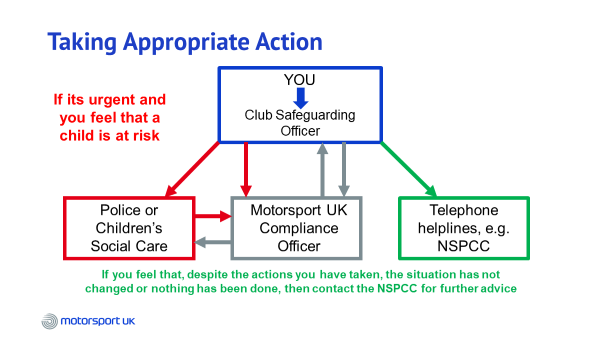 Taking Appropriate Action
If its urgent and
you feel that a
child is at risk
YOU
Club Safeguarding
Officer
Police or
Children's
Social Care
Motorsport UK
Compliance
Officer
Telephone
helplines, e.g.
NSPCC
If you feel that, despite the actions you have taken, the situation has not
changed or nothing has been done, then contact the NSPCC for further advice
motorsport uk